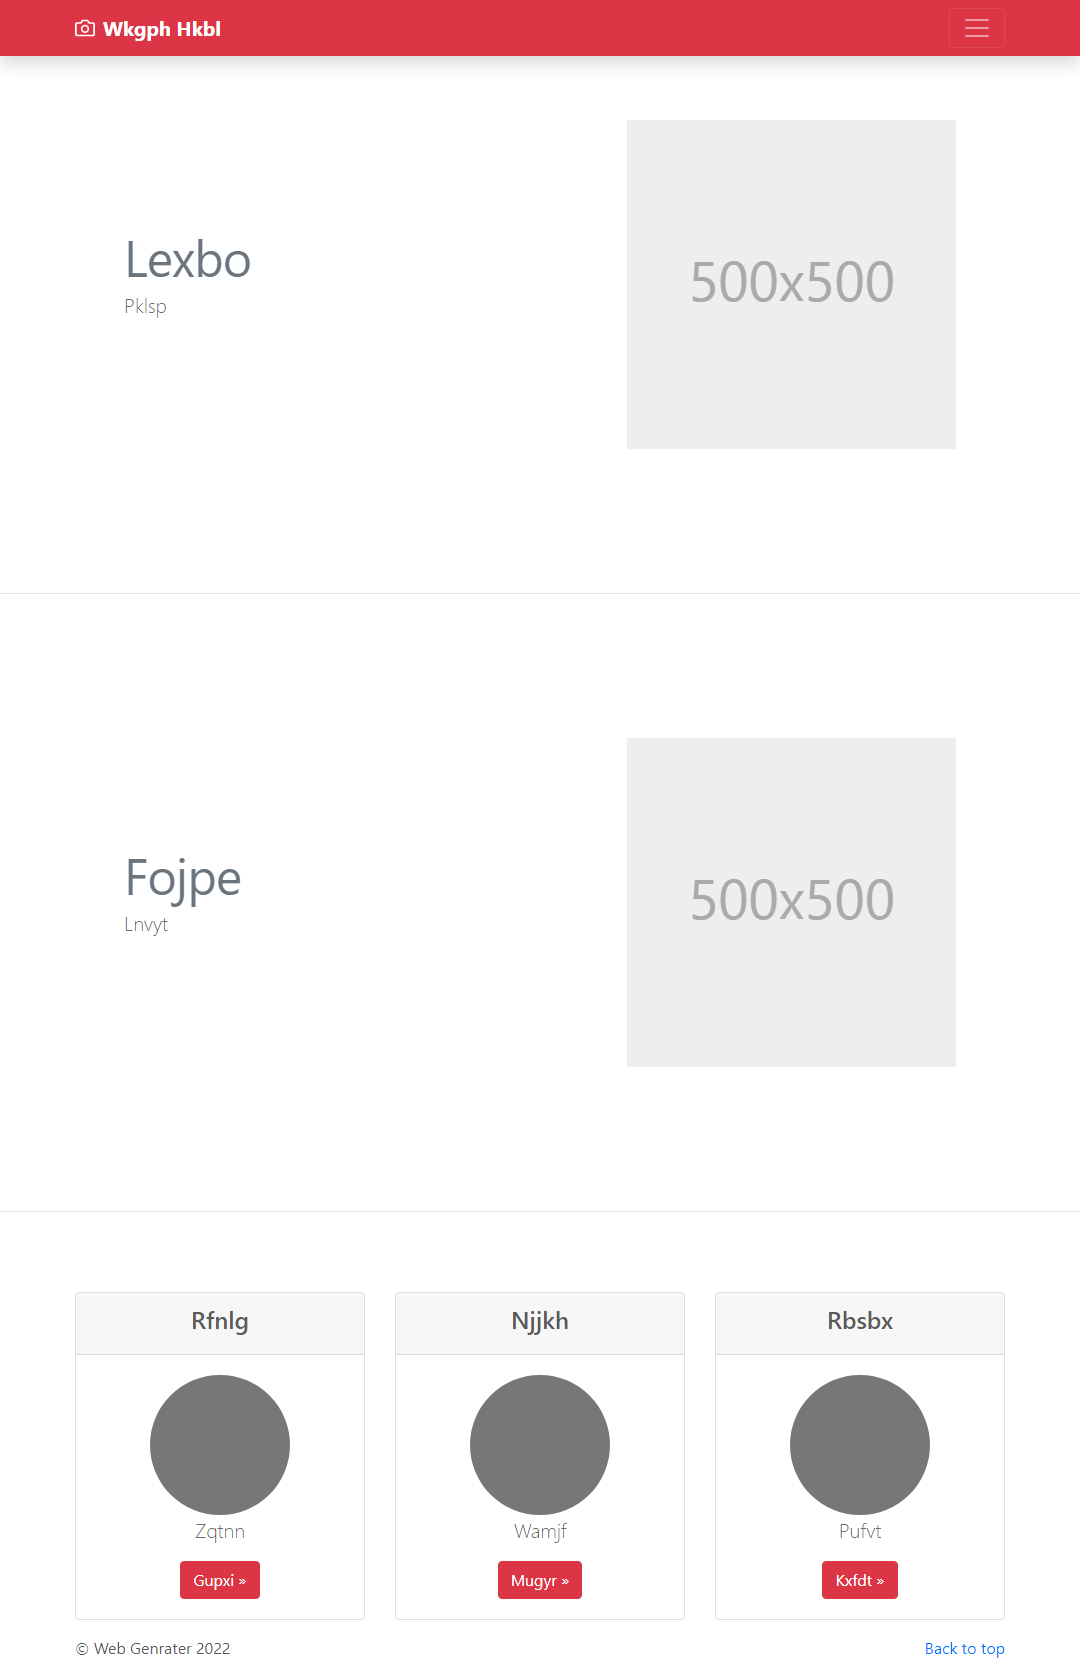 Wkgph Hkbl
Lexbo
Pklsp
500x500
Fojpe
Lnvyt
500x500
Rfnlg
Njjkh
Rbsbx
Zqtnn
Wamjf
Pufvt
Gupxi »
Mugyr »
Kxfdt »
© Web Genrater 2022
Back to top